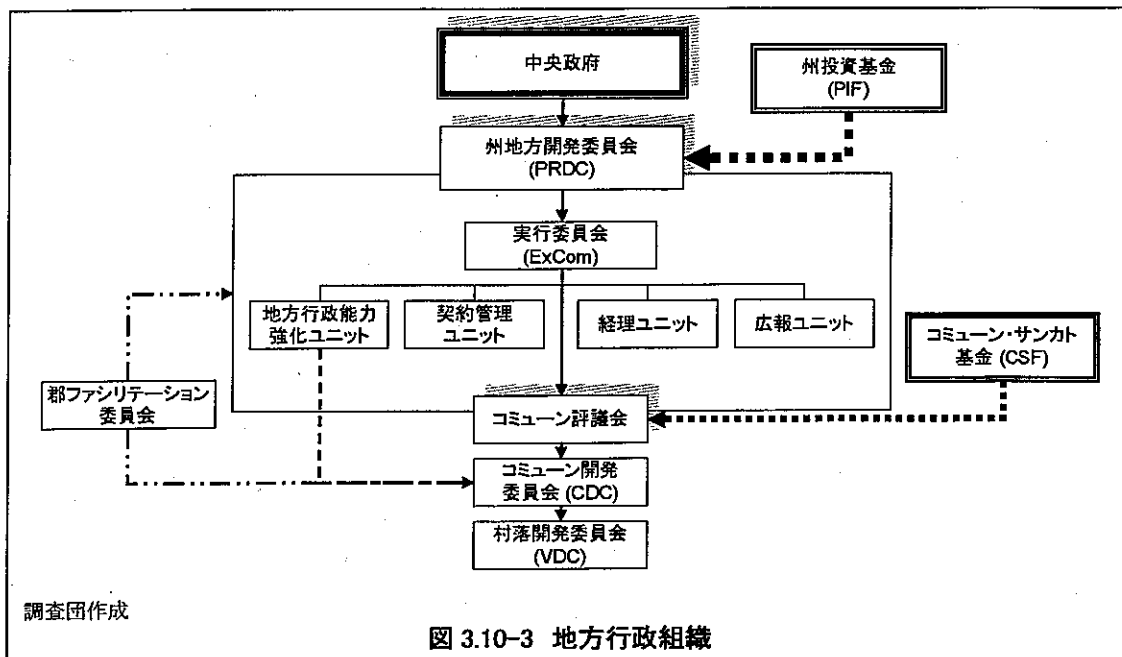 中央政府
州投資基金
(PIF)
州地方開発委員会
(PRDC)
実行委員会
(ExCom)
地方行政能力
強化ユニット
契約管理
ユニット
経理ユニット
広報ユニット
コミューン・サンカト
基金 (CSF)
郡ファシリテーション
委員会
コミューン評議会
コミューン開発
委員会 (CDC)
村落開発委員会
(VDC)
調査団作成
図 3.10-3 地方行政組織